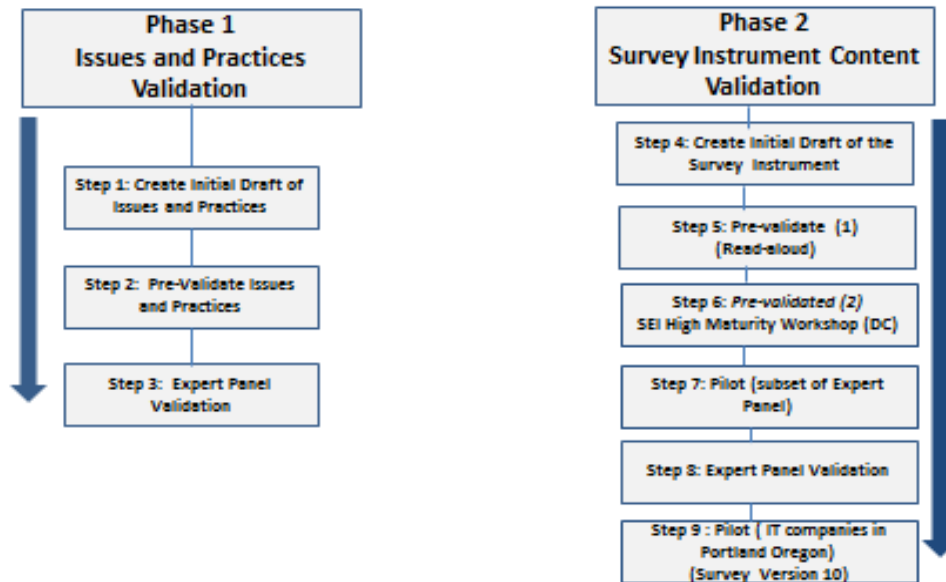 Phase 1
Issues and Practices
Validation
Step 1: Create Initial Draft of
Issues and Practices
Step 2:  Pre-Validate Issues
and Practices
Step 3:  Expert Panel
Validation
Phase 2
Survey Instrument Content
Validation
Step 4: Create Initial Draft of the
Survey Instrument
Step 5: Pre-validate  (1)
(Read-aloud)
Step 6: Pre-validated (2)
SEI High Maturity Workshop (DC)
Step 7: Pilot (subset of Expert
Panel)
Step 8: Expert Panel Validation
Step 9 : Pilot ( IT companies in
Portland Oregon)
(Survey  Version 10)